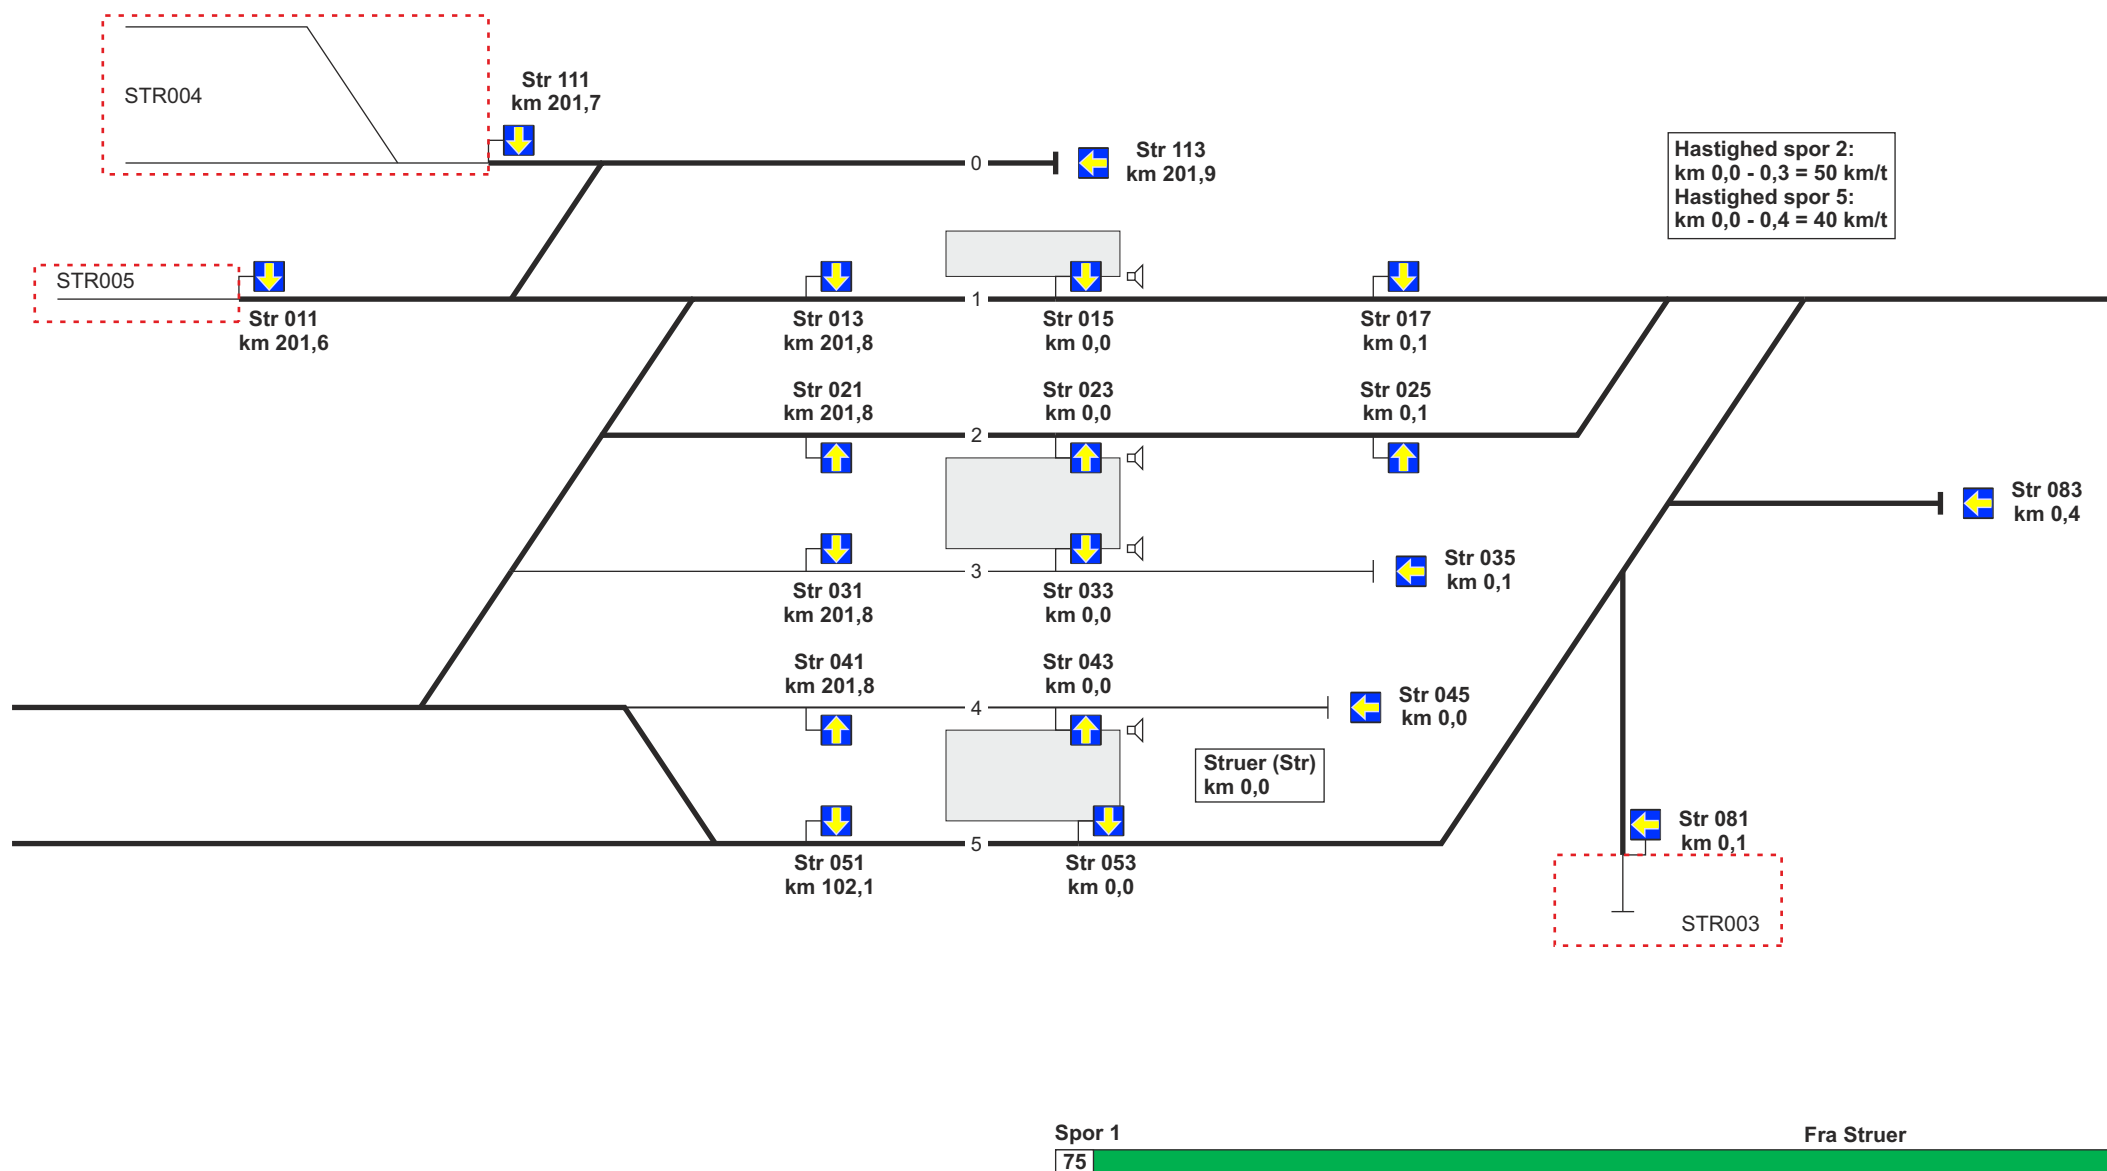 STR004
Str 111
km 201,7
0
Str 113
km 201,9
Hastighed spor 2:
km 0,0 - 0,3 = 50 km/t
Hastighed spor 5:
km 0,0 - 0,4 = 40 km/t
STR005
Str 011
km 201,6
1
Str 013
km 201,8
Str 015
km 0,0
Str 017
km 0,1
Str 021
km 201,8
Str 023
km 0,0
Str 025
km 0,1
2
Str 083
km 0,4
3
Str 035
km 0,1
Str 031
km 201,8
Str 033
km 0,0
Str 041
km 201,8
Str 043
km 0,0
4
Str 045
km 0,0
Struer (Str)
km 0,0
Str 081
km 0,1
5
Str 051
km 102,1
Str 053
km 0,0
STR003
Spor 1
Fra Struer
75